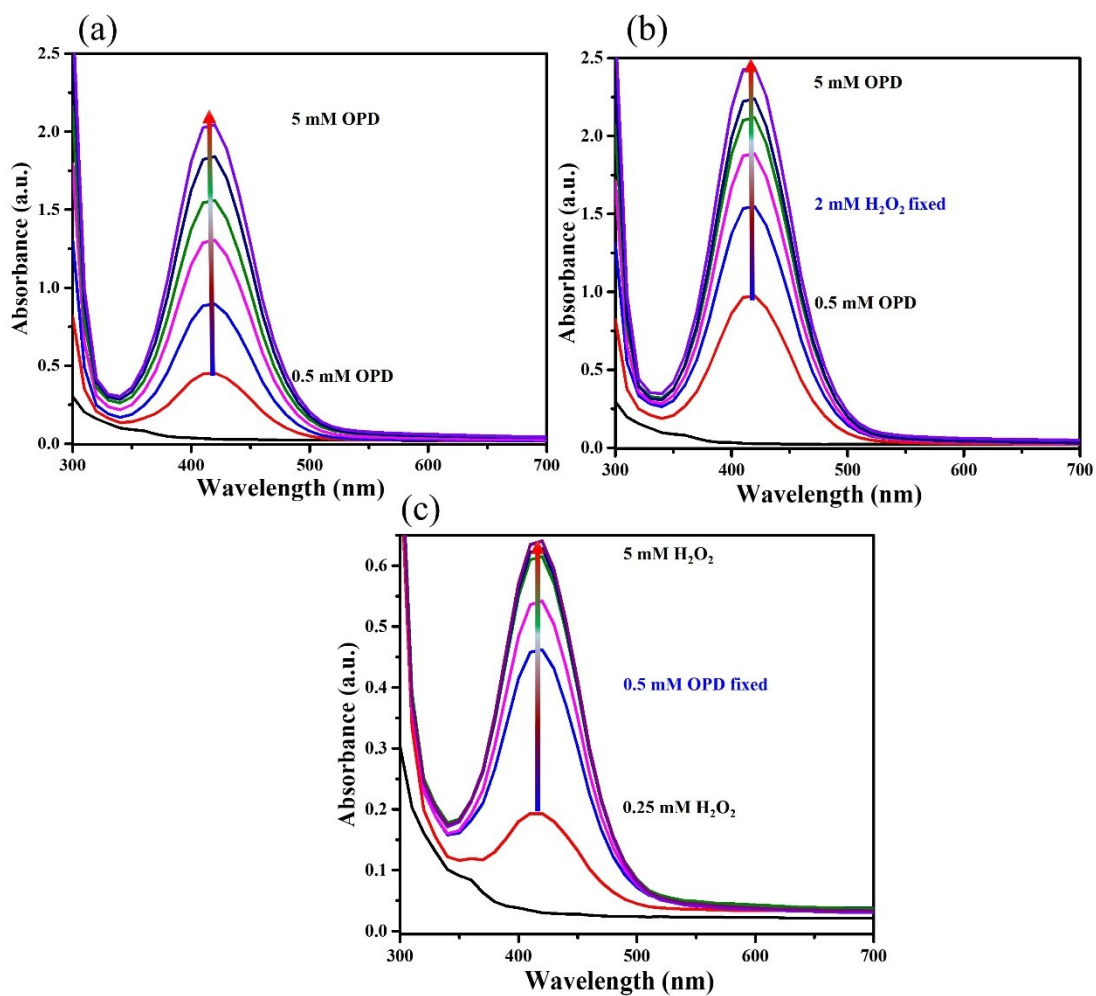 (a)
2.5
2.0
1.5
1.0
0.5
0.0
Absorbance (a.u.)
5 mM OPD
0.5 mM OPD
300 400 500 600 700
Wavelength (nm)
(b)
2.5
2.0
1.5
1.0
0.5
0.0
Absorbance (a.u.)
5 mM OPD
2 mM H₂O₂ fixed
0.5 mM OPD
300 400 500 600 700
Wavelength (nm)
(c)
0.6
0.5
0.4
0.3
0.2
0.1
0.0
Absorbance (a.u.)
5 mM H₂O₂
0.5 mM OPD fixed
0.25 mM H₂O₂
300 400 500 600 700
Wavelength (nm)